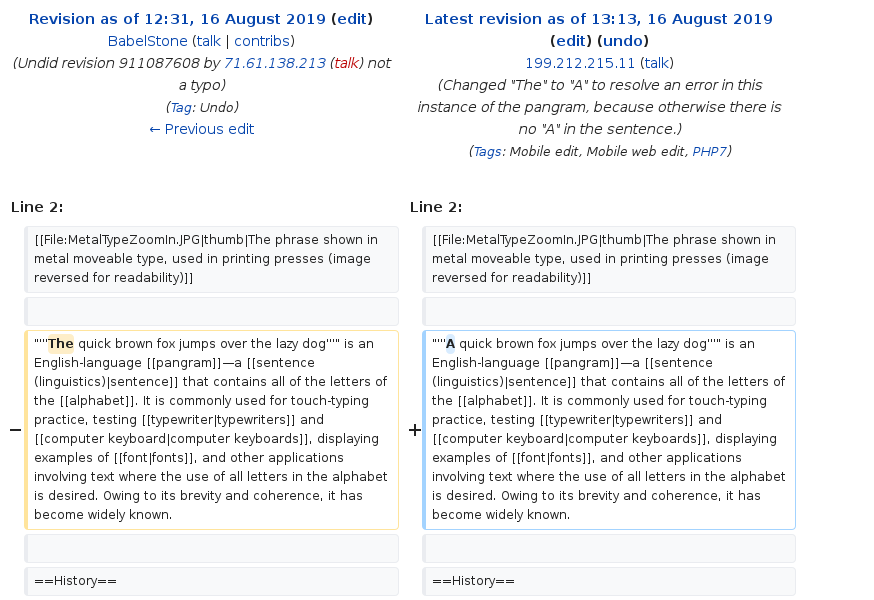 Revision as of 12:31, 16 August 2019 (edit)
BabelStone (talk | contribs)
(Undid revision 911087608 by 71.61.138.213 (talk) not
a typo)
(Tag: Undo)
← Previous edit
Latest revision as of 13:13, 16 August 2019
(edit) (undo)
199.212.215.11 (talk)
(Changed "The" to "A" to resolve an error in this
instance of the pangram, because otherwise there is
no "A" in the sentence.)
(Tags: Mobile edit, Mobile web edit, PHP7)
Line 2:
[[File:MetalTypeZoomIn.JPG|thumb|The phrase shown in
metal moveable type, used in printing presses (image
reversed for readability)]]
− "'''The quick brown fox jumps over the lazy dog'''" is an
English-language [[pangram]]—a [[sentence
(linguistics)|sentence]] that contains all of the letters of
the [[alphabet]]. It is commonly used for touch-typing
practice, testing [[typewriter|typewriters]] and
[[computer keyboard|computer keyboards]], displaying
examples of [[font|fonts]], and other applications
involving text where the use of all letters in the alphabet
is desired. Owing to its brevity and coherence, it has
become widely known.
==History==
Line 2:
[[File:MetalTypeZoomIn.JPG|thumb|The phrase shown in
metal moveable type, used in printing presses (image
reversed for readability)]]
+ "'''A quick brown fox jumps over the lazy dog'''" is an
English-language [[pangram]]—a [[sentence
(linguistics)|sentence]] that contains all of the letters of
the [[alphabet]]. It is commonly used for touch-typing
practice, testing [[typewriter|typewriters]] and
[[computer keyboard|computer keyboards]], displaying
examples of [[font|fonts]], and other applications
involving text where the use of all letters in the alphabet
is desired. Owing to its brevity and coherence, it has
become widely known.
==History==